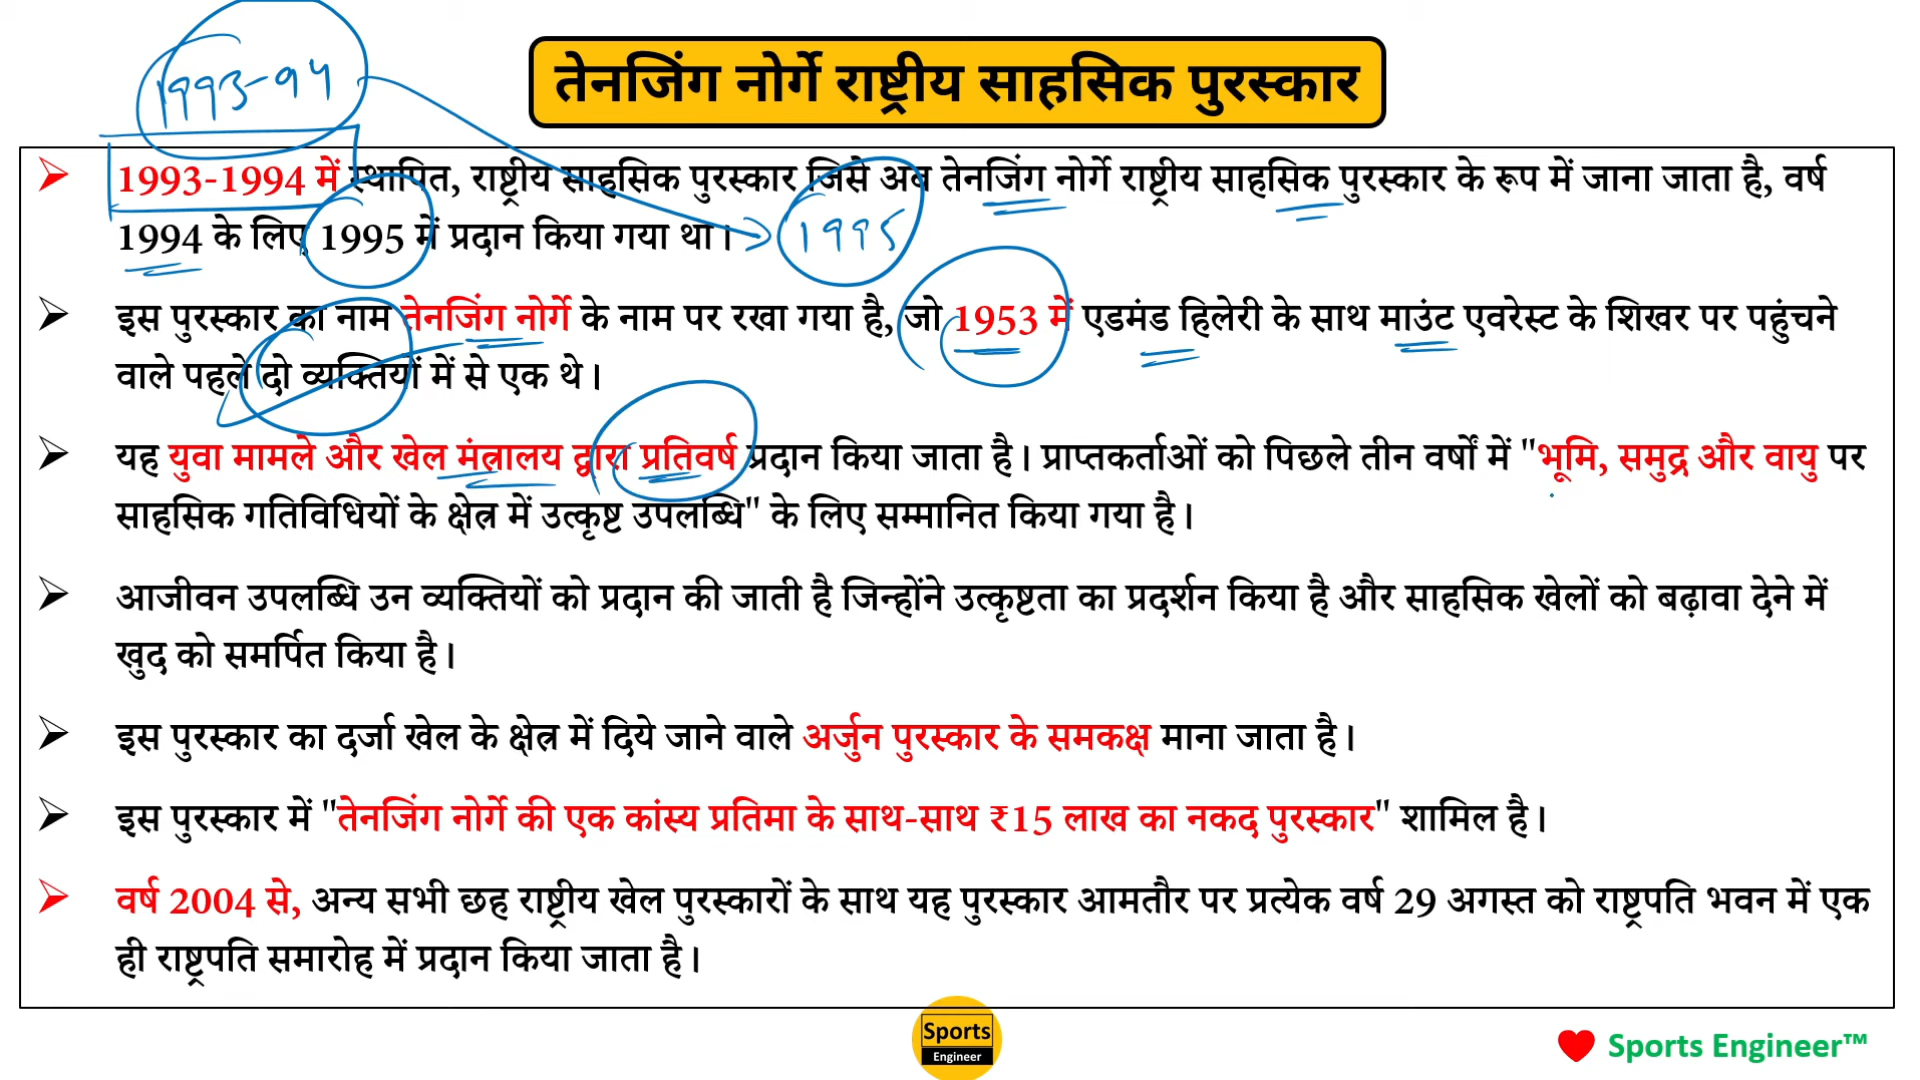 1993-94
तेनजिंग नोर्गे राष्ट्रीय साहसिक पुरस्कार
➢ 1993-1994 में स्थापित, राष्ट्रीय साहसिक पुरस्कार जिसे अब तेनजिंग नोर्गे राष्ट्रीय साहसिक पुरस्कार के रूप में जाना जाता है, वर्ष
1994 के लिए 1995 में प्रदान किया गया था। 1995
➢ इस पुरस्कार का नाम तेनजिंग नोर्गे के नाम पर रखा गया है, जो 1953 में एडमंड हिलेरी के साथ माउंट एवरेस्ट के शिखर पर पहुंचने
वाले पहले दो व्यक्तियों में से एक थे।
➢ यह युवा मामले और खेल मंत्रालय द्वारा प्रतिवर्ष प्रदान किया जाता है। प्राप्तकर्ताओं को पिछले तीन वर्षों में "भूमि, समुद्र और वायु पर
साहसिक गतिविधियों के क्षेत्र में उत्कृष्ट उपलब्धि" के लिए सम्मानित किया गया है।
➢ आजीवन उपलब्धि उन व्यक्तियों को प्रदान की जाती है जिन्होंने उत्कृष्टता का प्रदर्शन किया है और साहसिक खेलों को बढ़ावा देने में
खुद को समर्पित किया है।
➢ इस पुरस्कार का दर्जा खेल के क्षेत्र में दिये जाने वाले अर्जुन पुरस्कार के समकक्ष माना जाता है।
➢ इस पुरस्कार में "तेनजिंग नोर्गे की एक कांस्य प्रतिमा के साथ-साथ ₹15 लाख का नकद पुरस्कार" शामिल है।
➢ वर्ष 2004 से, अन्य सभी छह राष्ट्रीय खेल पुरस्कारों के साथ यह पुरस्कार आमतौर पर प्रत्येक वर्ष 29 अगस्त को राष्ट्रपति भवन में एक
ही राष्ट्रपति समारोह में प्रदान किया जाता है।
Sports
Engineer
Sports Engineer™